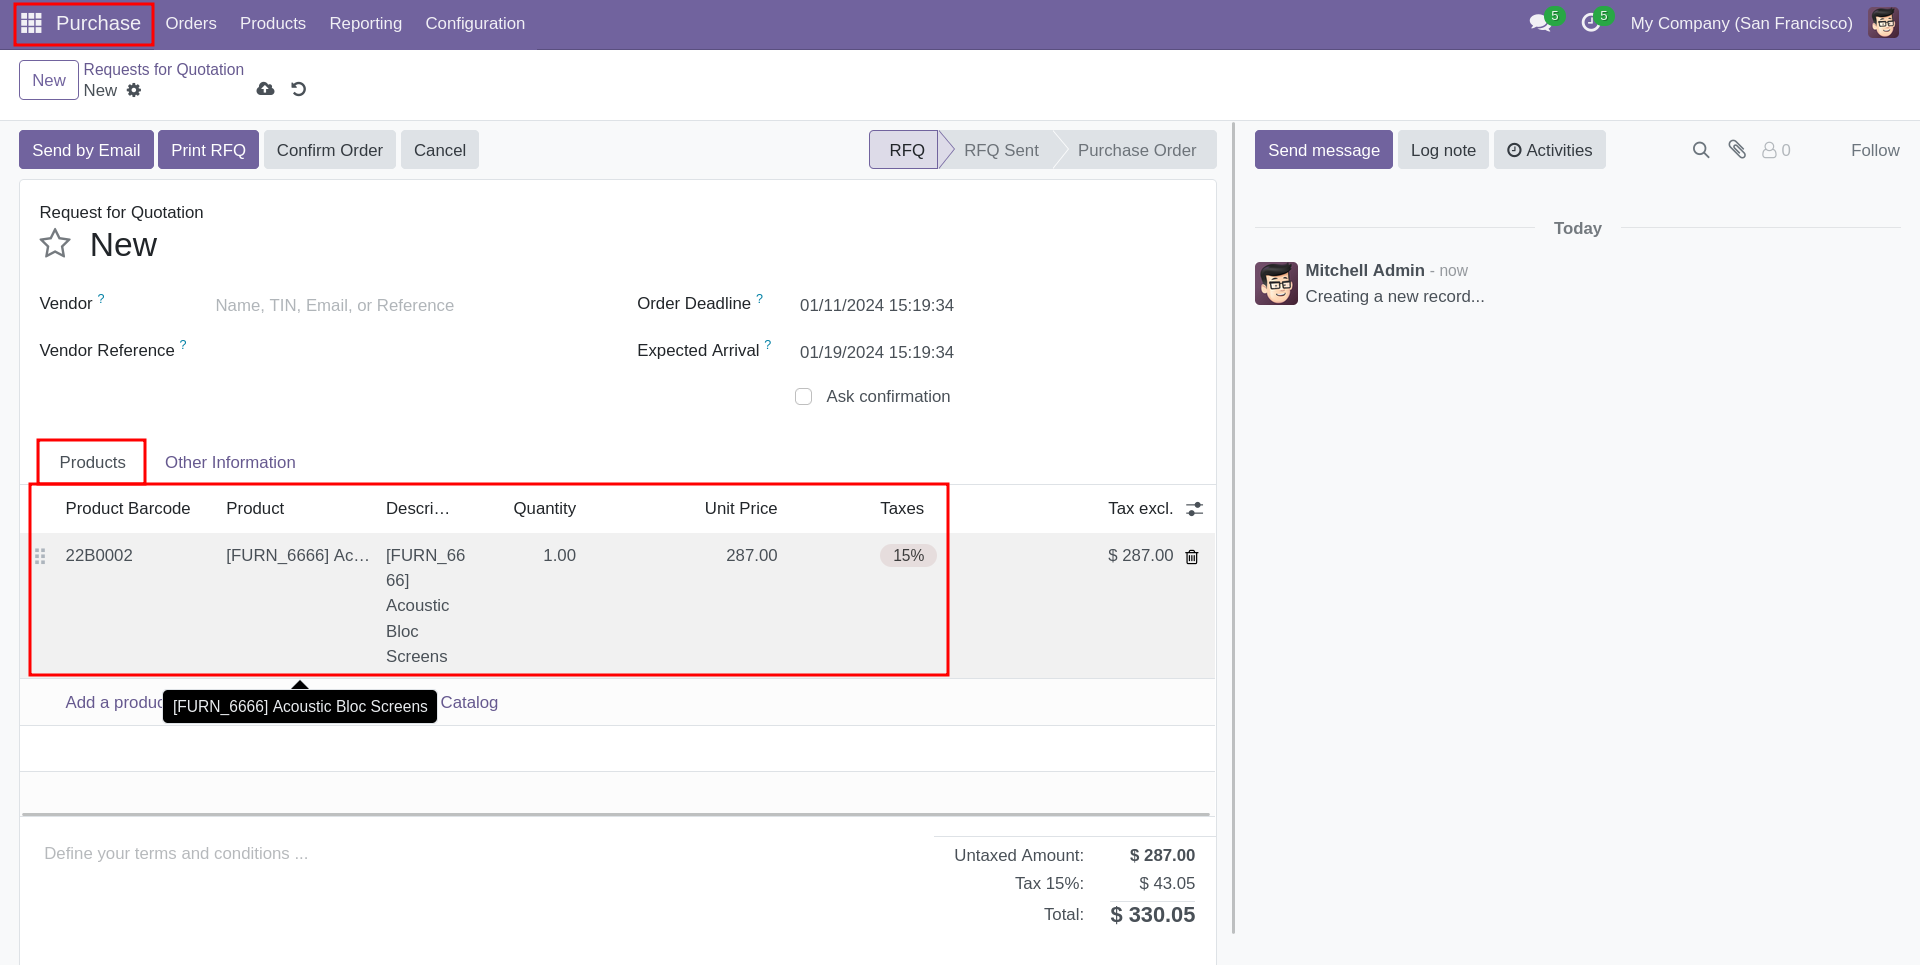 Purchase Orders Products Reporting Configuration 5 5 My Company (San Francisco)
New Requests for Quotation
New
Send by Email Print RFQ Confirm Order Cancel RFQ RFQ Sent Purchase Order Send message Log note Activities 0 Follow
Request for Quotation
New
Vendor ? Name, TIN, Email, or Reference Order Deadline ? 01/11/2024 15:19:34
Vendor Reference ? Expected Arrival ? 01/19/2024 15:19:34
Ask confirmation
Products Other Information
Product Barcode Product Descri... Quantity Unit Price Taxes Tax excl.
22B0002 [FURN_6666] Ac... [FURN_66 1.00 287.00 15% $ 287.00
66]
Acoustic
Bloc
Screens
Add a produc Catalog
[FURN_6666] Acoustic Bloc Screens
Define your terms and conditions ...
Untaxed Amount: $ 287.00
Tax 15%: $ 43.05
Total: $ 330.05
Today
Mitchell Admin - now
Creating a new record...